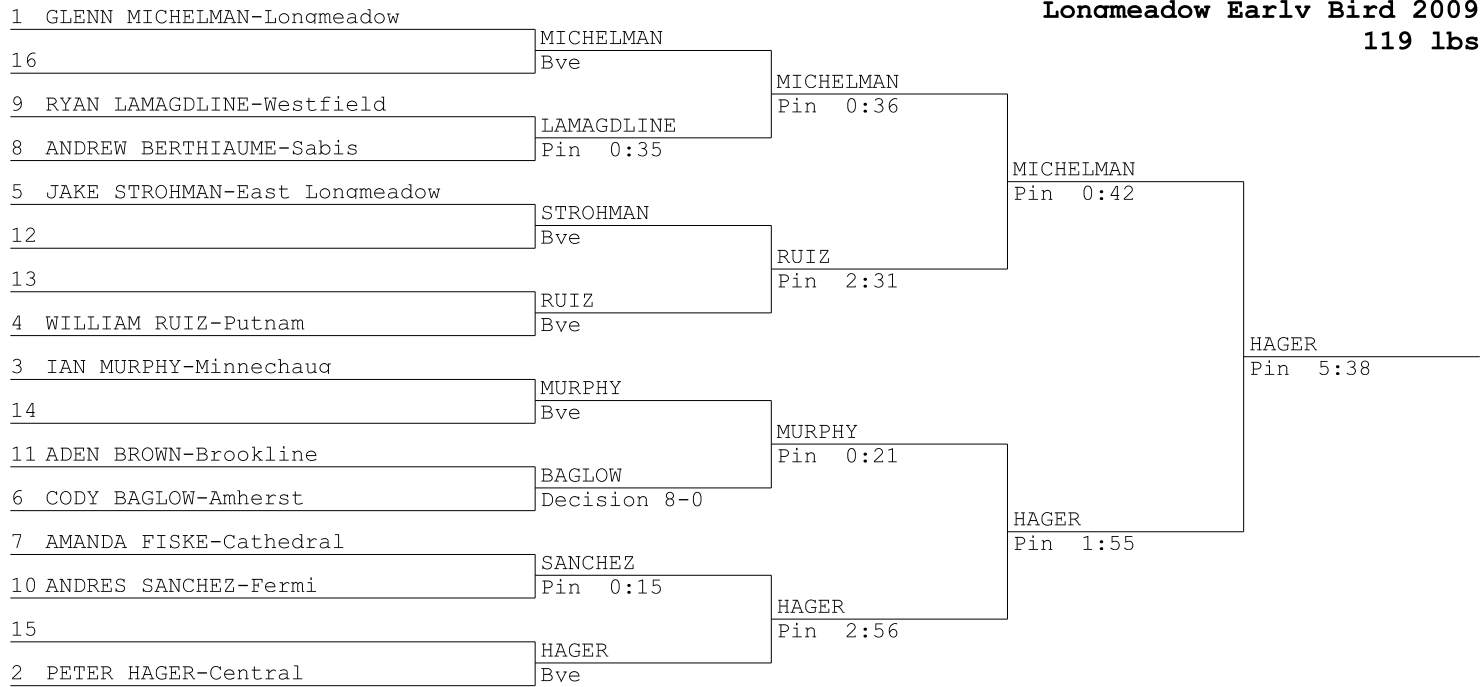 Longmeadow Early Bird 2009
119 lbs
1 GLENN MICHELMAN-Longmeadow
16
9 RYAN LAMAGDLINE-Westfield
8 ANDREW BERTHIAUME-Sabis
5 JAKE STROHMAN-East Longmeadow
12
13
4 WILLIAM RUIZ-Putnam
3 IAN MURPHY-Minnechaug
14
11 ADEN BROWN-Brookline
6 CODY BAGLOW-Amherst
7 AMANDA FISKE-Cathedral
10 ANDRES SANCHEZ-Fermi
15
2 PETER HAGER-Central
MICHELMAN
Bye
LAMAGDLINE
Pin 0:35
STROHMAN
Bye
RUIZ
Bye
MURPHY
Bye
BAGLOW
Decision 8-0
SANCHEZ
Pin 0:15
HAGER
Bye
MICHELMAN
Pin 0:36
RUIZ
Pin 2:31
MURPHY
Pin 0:21
HAGER
Pin 2:56
MICHELMAN
Pin 0:42
HAGER
Pin 1:55
HAGER
Pin 5:38